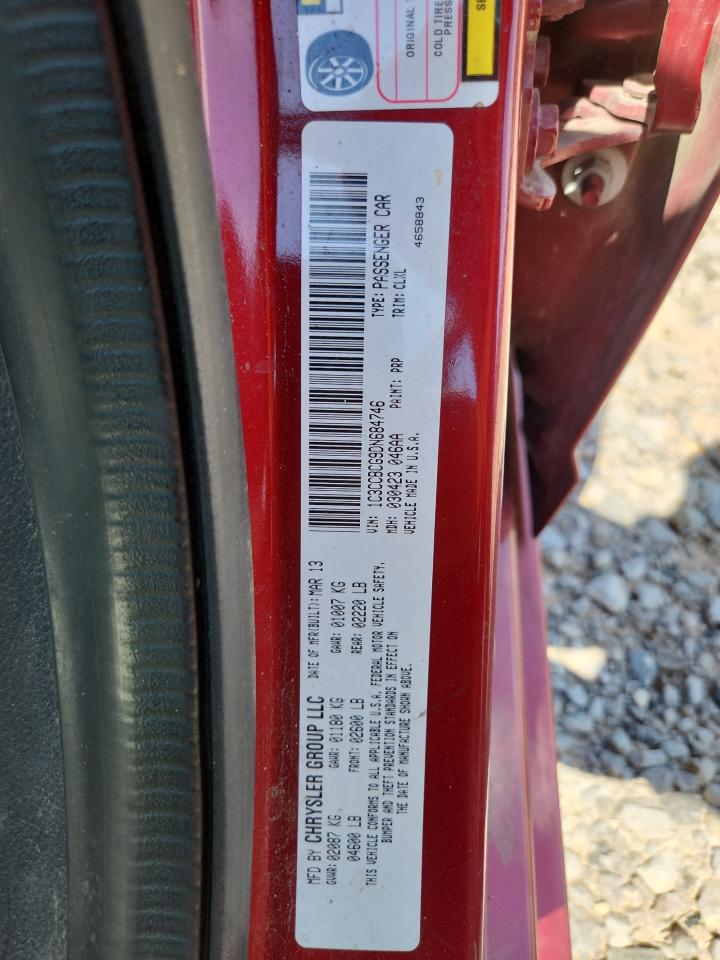 ORIGINAL
COLD TIRE
PRESS
MFD BY CHRYSLER GROUP LLC DATE OF MFR(BUILT): MAR 13
GVWR: 02087 KG GAWR: 01180 KG GAWR: 01007 KG
04600 LB FRONT: 02600 LB REAR: 02220 LB
THIS VEHICLE CONFORMS TO ALL APPLICABLE U.S.A. FEDERAL MOTOR VEHICLE SAFETY,
BUMPER AND THEFT PREVENTION STANDARDS IN EFFECT ON
THE DATE OF MANUFACTURE SHOWN ABOVE.
VIN: 1C3CCBCG9DN684746 TYPE: PASSENGER CAR
MDH: 030423 046AA PAINT: PRP TRIM: CLXL
VEHICLE MADE IN U.S.A. 4658843